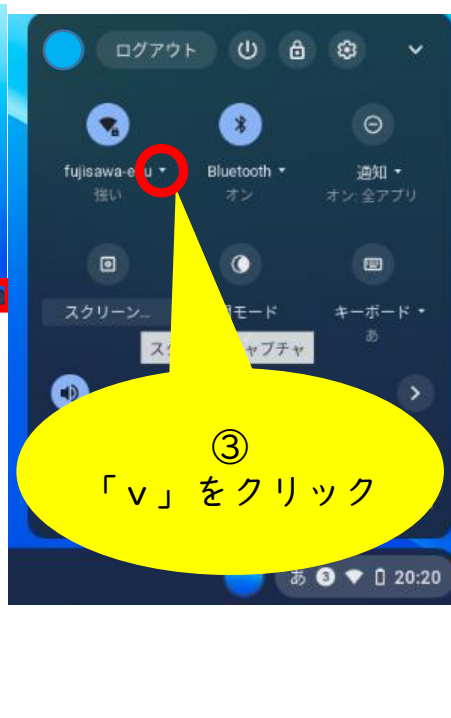 ログアウト
fujisawa-e u Bluetooth 通知
強い オン オン: 全アプリ
スクリーン... モード キーボード
あ
ャプチャ
③
「v」をクリック
あ 3 20:20